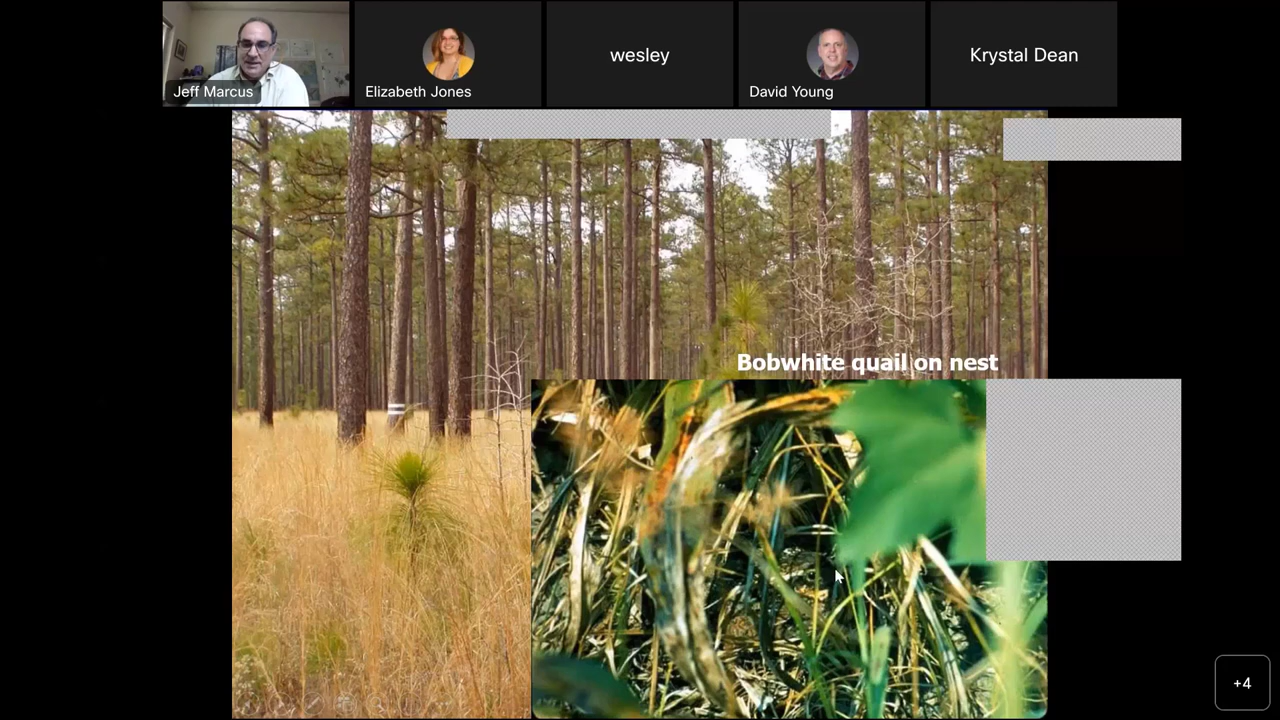 Jeff Marcus
Elizabeth Jones
wesley
David Young
Krystal Dean
Bobwhite quail on nest
+4